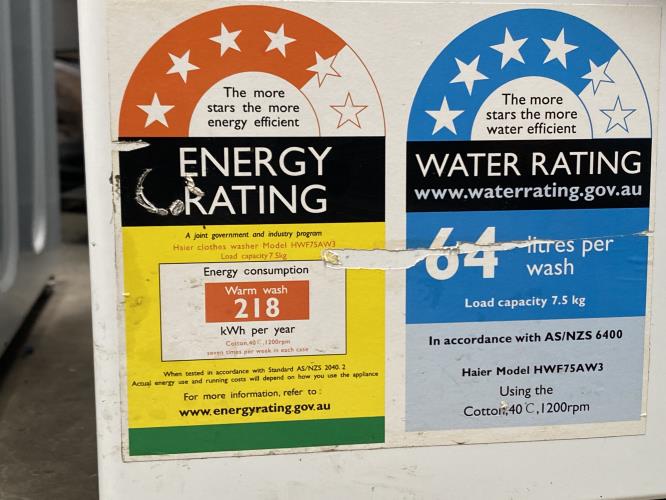 The more
stars the more
energy efficient
ENERGY
RATING
A joint government and industry program
Haier clothes washer Model HWF75AW3
Load capacity 7.5kg
Energy consumption
Warm wash
218
kWh per year
Cotton,40℃,1200rpm
seven times per week in each case
When tested in accordance with Standard AS/NZS 2040. 2
Actual energy use and running costs will depend on how you use the appliance
For more information, refer to :
www.energyrating.gov.au
The more
stars the more
water efficient
WATER RATING
www.waterrating.gov.au
64 litres per
wash
Load capacity 7.5 kg
In accordance with AS/NZS 6400
Haier Model HWF75AW3
Using the
Cotton,40℃,1200rpm